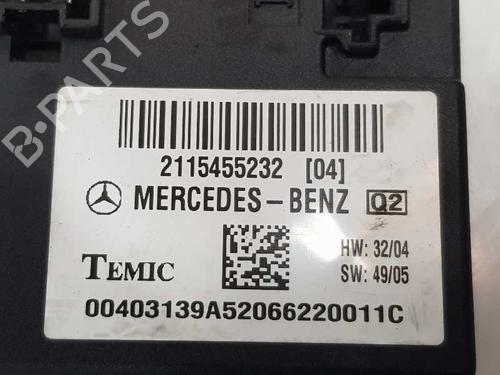 2115455232 [04]
MERCEDES-BENZ Q2
HW: 32/04
TEMIC
SW: 49/05
00403139A52066220011C
B-PARTS